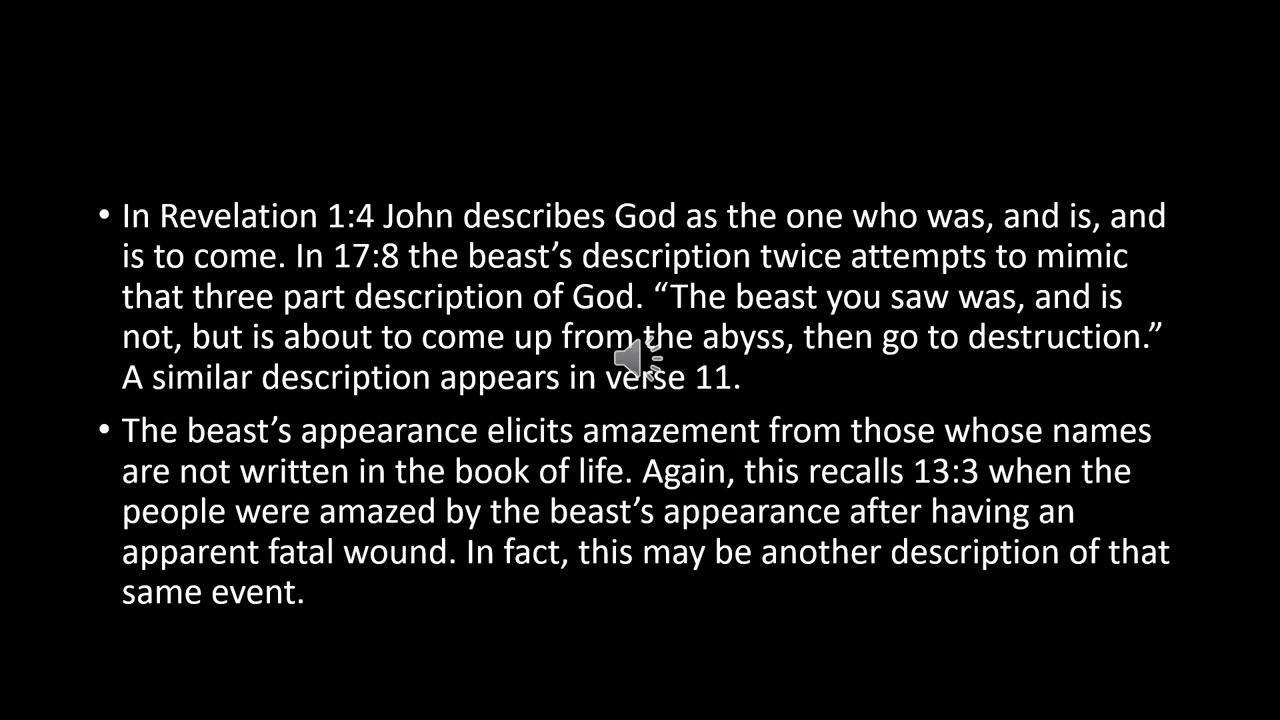 • In Revelation 1:4 John describes God as the one who was, and is, and
is to come. In 17:8 the beast’s description twice attempts to mimic
that three part description of God. “The beast you saw was, and is
not, but is about to come up from the abyss, then go to destruction.”
A similar description appears in verse 11.
• The beast’s appearance elicits amazement from those whose names
are not written in the book of life. Again, this recalls 13:3 when the
people were amazed by the beast’s appearance after having an
apparent fatal wound. In fact, this may be another description of that
same event.